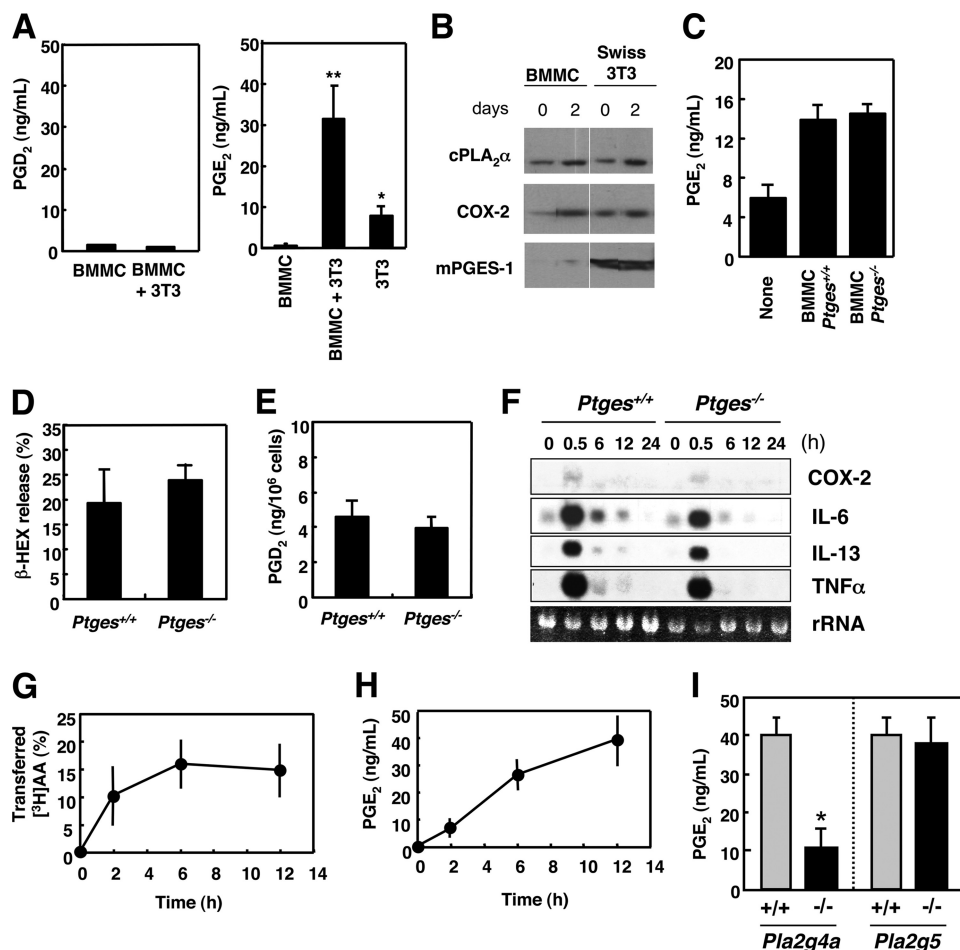 A
PGD2 (ng/mL)
50
40
30
20
10
0
BMMC
BMMC
+ 3T3
PGE2 (ng/mL)
50
40
30
20
10
0
**
*
BMMC
BMMC + 3T3
3T3
B
BMMC
Swiss
3T3
days 0 2 0 2
cPLA2α
COX-2
mPGES-1
C
PGE2 (ng/mL)
20
16
12
8
4
0
None
BMMC
Ptges+/+
BMMC
Ptges-/-
D
β-HEX release (%)
35
30
25
20
15
10
5
0
Ptges+/+ Ptges-/-
E
PGD2 (ng/10^6 cells)
10
8
6
4
2
0
Ptges+/+ Ptges-/-
F
Ptges+/+ Ptges-/-
0 0.5 6 12 24 0 0.5 6 12 24 (h)
COX-2
IL-6
IL-13
TNFα
rRNA
G
Transferred
[3H]AA (%)
25
20
15
10
5
0
0 2 4 6 8 10 12 14
Time (h)
H
PGE2 (ng/mL)
50
40
30
20
10
0
0 2 4 6 8 10 12 14
Time (h)
I
PGE2 (ng/mL)
50
40
30
20
10
0
*
+/+ -/- +/+ -/-
Pla2g4a Pla2g5